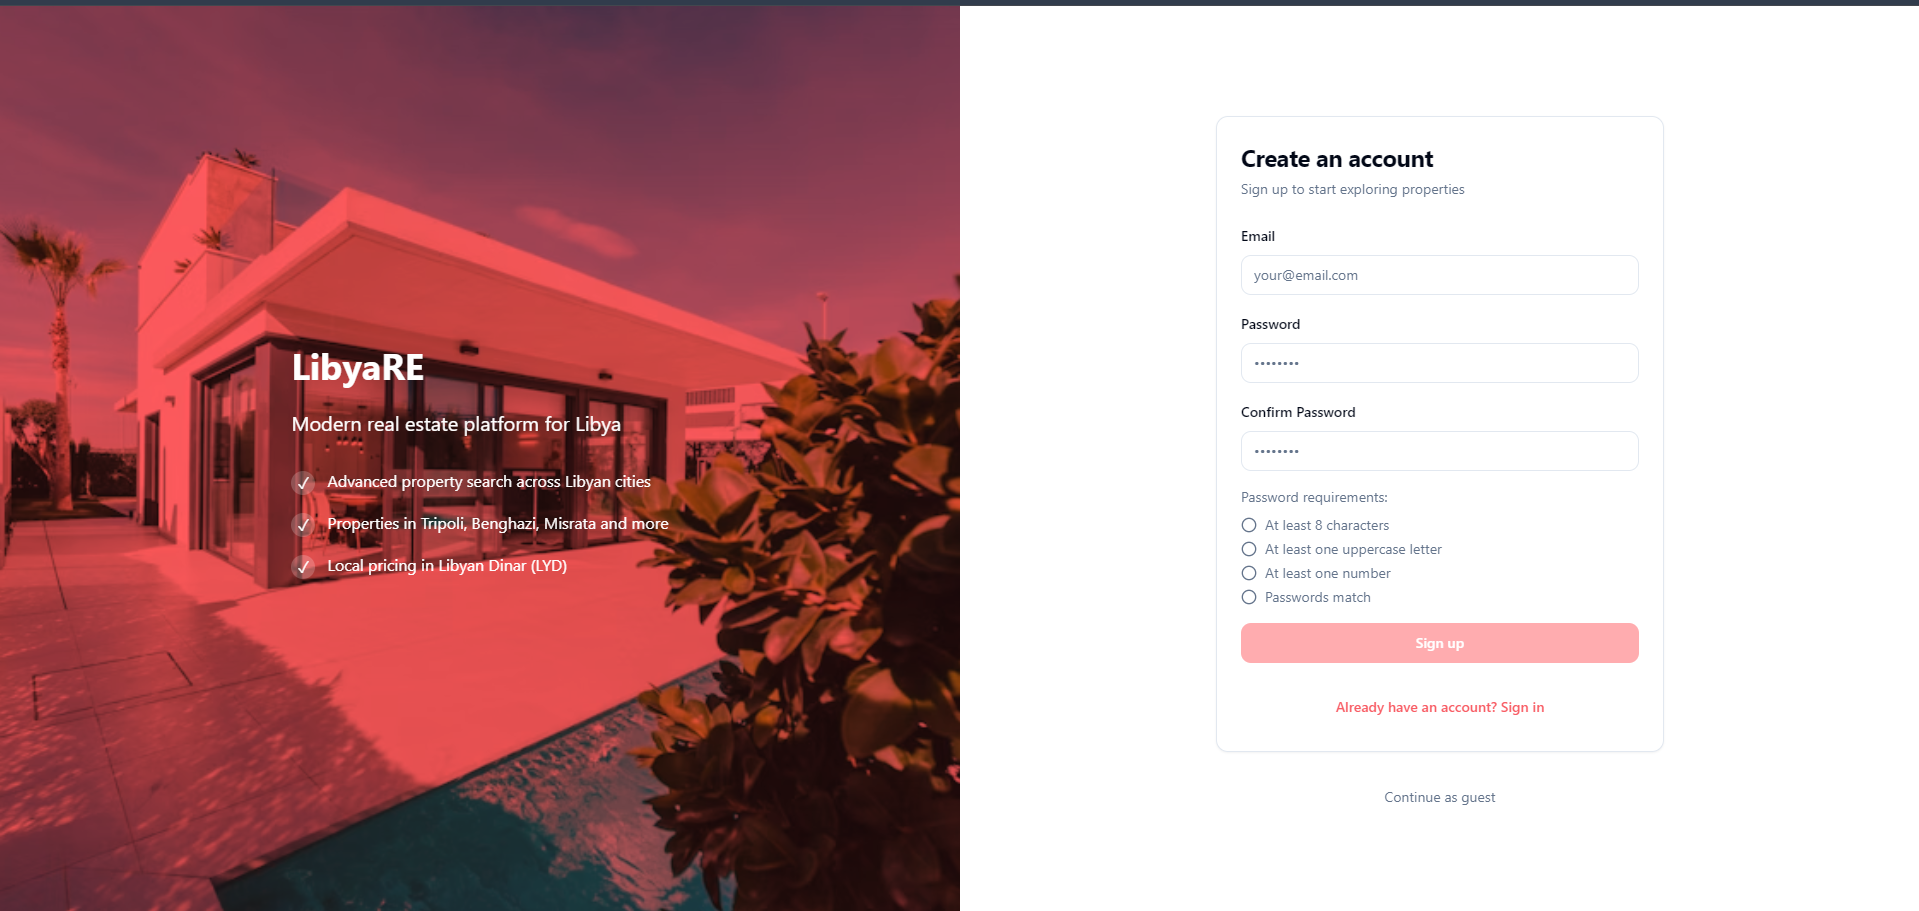 LibyaRE
Modern real estate platform for Libya
✓ Advanced property search across Libyan cities
✓ Properties in Tripoli, Benghazi, Misrata and more
✓ Local pricing in Libyan Dinar (LYD)
Create an account
Sign up to start exploring properties
Email
your@email.com
Password
••••••••
Confirm Password
••••••••
Password requirements:
At least 8 characters
At least one uppercase letter
At least one number
Passwords match
Sign up
Already have an account? Sign in
Continue as guest